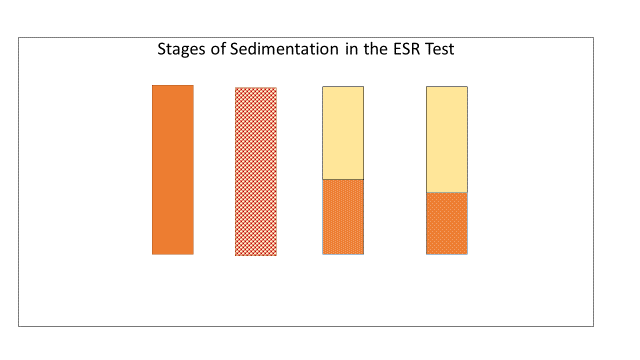 Stages of Sedimentation in the ESR Test